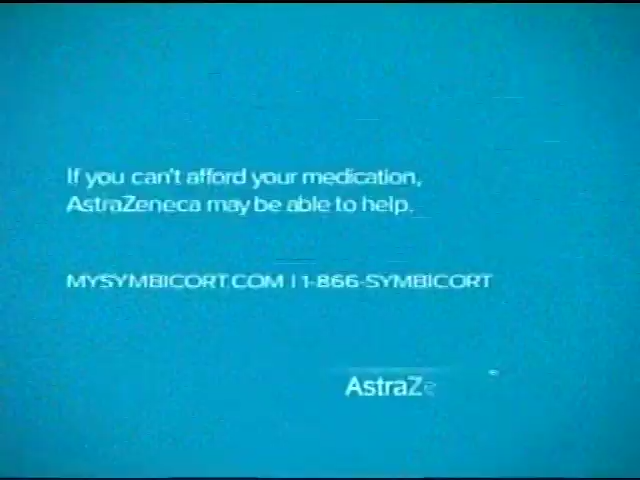 If you can't afford your medication,
AstraZeneca may be able to help.
MYSYMBICORT.COM | 1-866-SYMBICORT
AstraZe